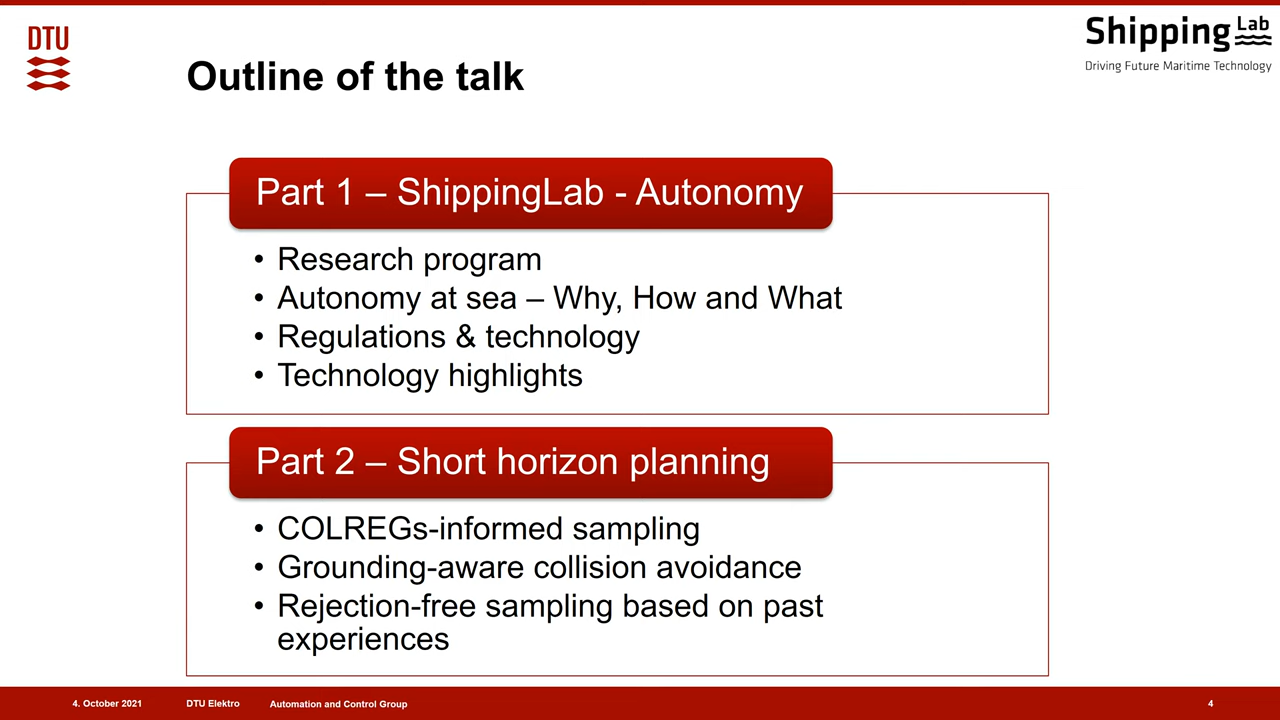 DTU
Shipping Lab
Driving Future Maritime Technology
Outline of the talk
Part 1 – ShippingLab - Autonomy
• Research program
• Autonomy at sea – Why, How and What
• Regulations & technology
• Technology highlights
Part 2 – Short horizon planning
• COLREGs-informed sampling
• Grounding-aware collision avoidance
• Rejection-free sampling based on past
experiences
4. October 2021 DTU Elektro Automation and Control Group 4